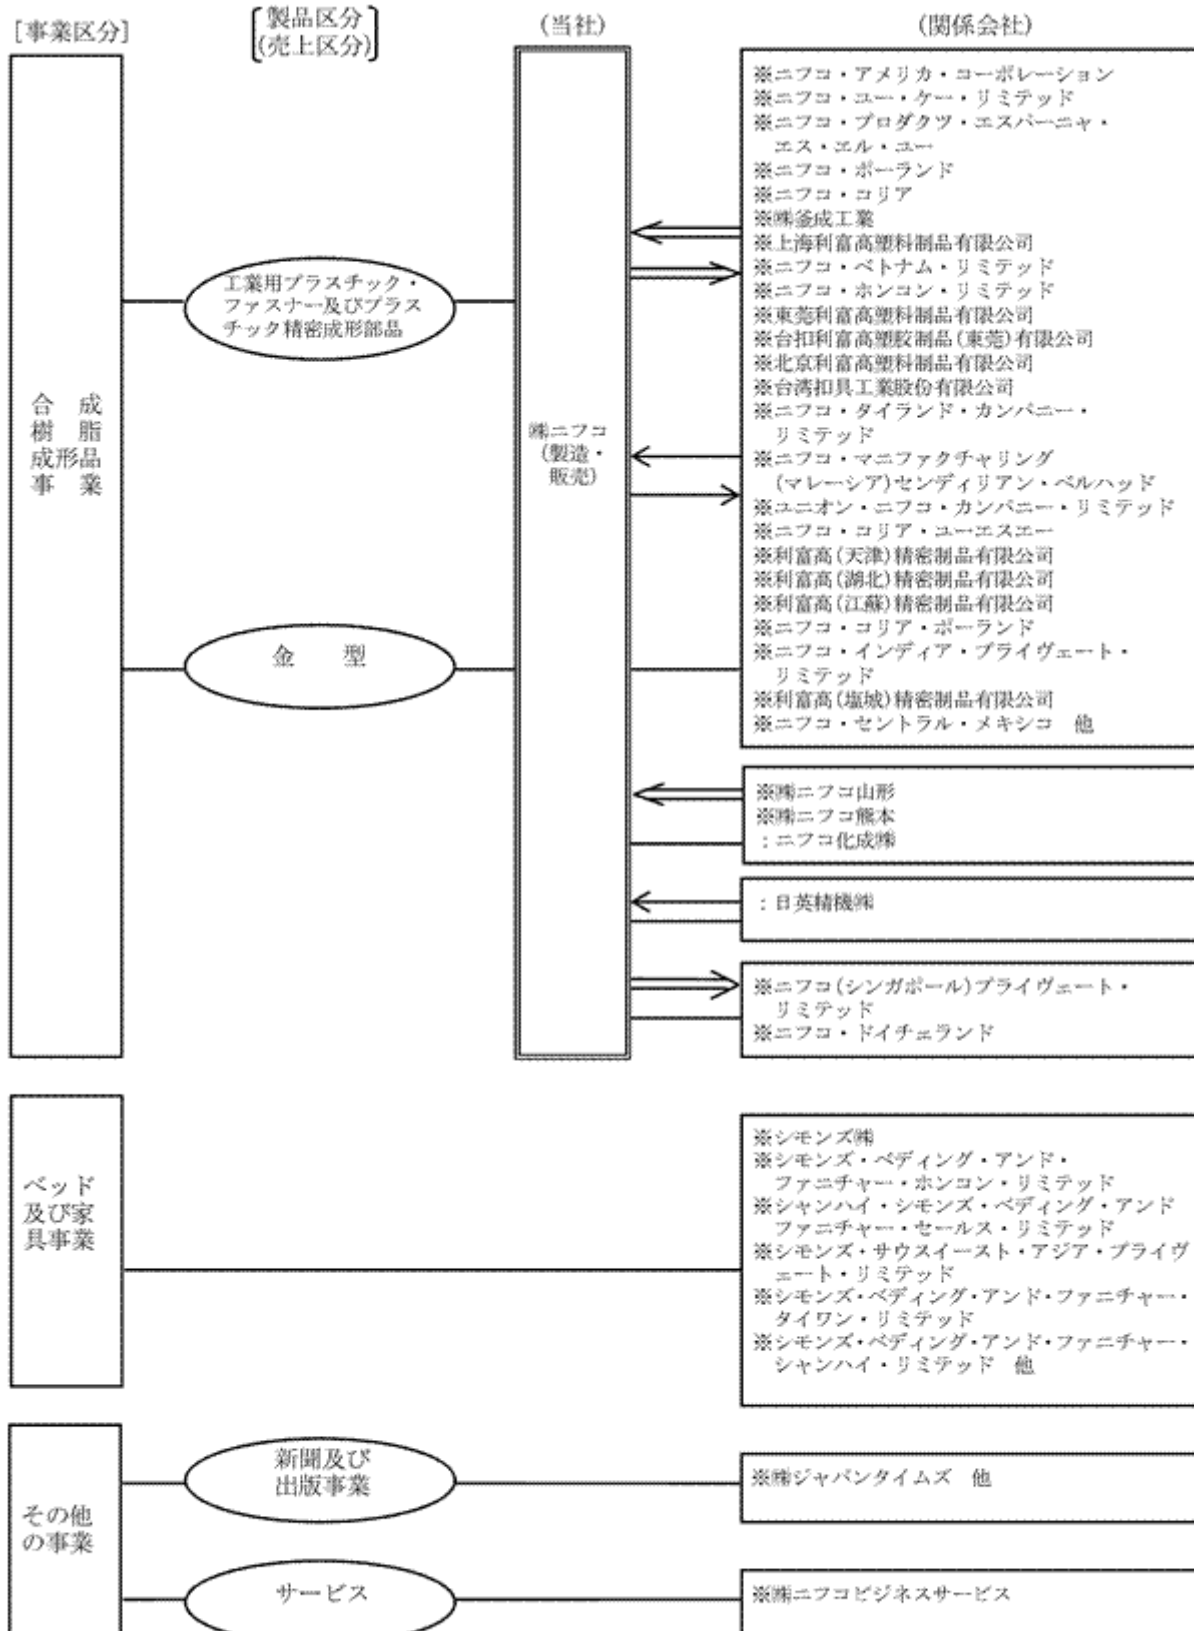 [事業区分]
製品区分
(売上区分)
(当社)
(関係会社)
合成
樹脂
成形品
事業
工業用プラスチック・
ファスナー及びプラス
チック精密成形部品
金型
㈱ニフコ
(製造・
販売)
※ニフコ・アメリカ・コーポレーション
※ニフコ・ユー・ケー・リミテッド
※ニフコ・プロダクツ・エスパーニャ・
エス・エル・ユー
※ニフコ・ポーランド
※ニフコ・コリア
※㈱釜成工業
※上海利富高塑料制品有限公司
※ニフコ・ベトナム・リミテッド
※ニフコ・ホンコン・リミテッド
※東莞利富高塑料制品有限公司
※台扣利富高塑胶制品(東莞)有限公司
※北京利富高塑料制品有限公司
※台湾扣具工業股份有限公司
※ニフコ・タイランド・カンパニー・
リミテッド
※ニフコ・マニファクチャリング
(マレーシア)センディリアン・ベルハッド
※ユニオン・ニフコ・カンパニー・リミテッド
※ニフコ・コリア・ユーエスエー
※利富高(天津)精密制品有限公司
※利富高(湖北)精密制品有限公司
※利富高(江蘇)精密制品有限公司
※ニフコ・コリア・ポーランド
※ニフコ・インディア・プライヴェート・
リミテッド
※利富高(塩城)精密制品有限公司
※ニフコ・セントラル・メキシコ 他
※㈱ニフコ山形
※㈱ニフコ熊本
:ニフコ化成㈱
:日英精機㈱
※ニフコ(シンガポール)プライヴェート・
リミテッド
※ニフコ・ドイチェランド
ベッド
及び家
具事業
※シモンズ㈱
※シモンズ・ベディング・アンド・
ファニチャー・ホンコン・リミテッド
※シャンハイ・シモンズ・ベディング・アンド
ファニチャー・セールス・リミテッド
※シモンズ・サウスイースト・アジア・プライヴ
ェート・リミテッド
※シモンズ・ベディング・アンド・ファニチャー・
タイワン・リミテッド
※シモンズ・ベディング・アンド・ファニチャー・
シャンハイ・リミテッド 他
その他
の事業
新聞及び
出版事業
※㈱ジャパンタイムズ 他
サービス
※㈱ニフコビジネスサービス